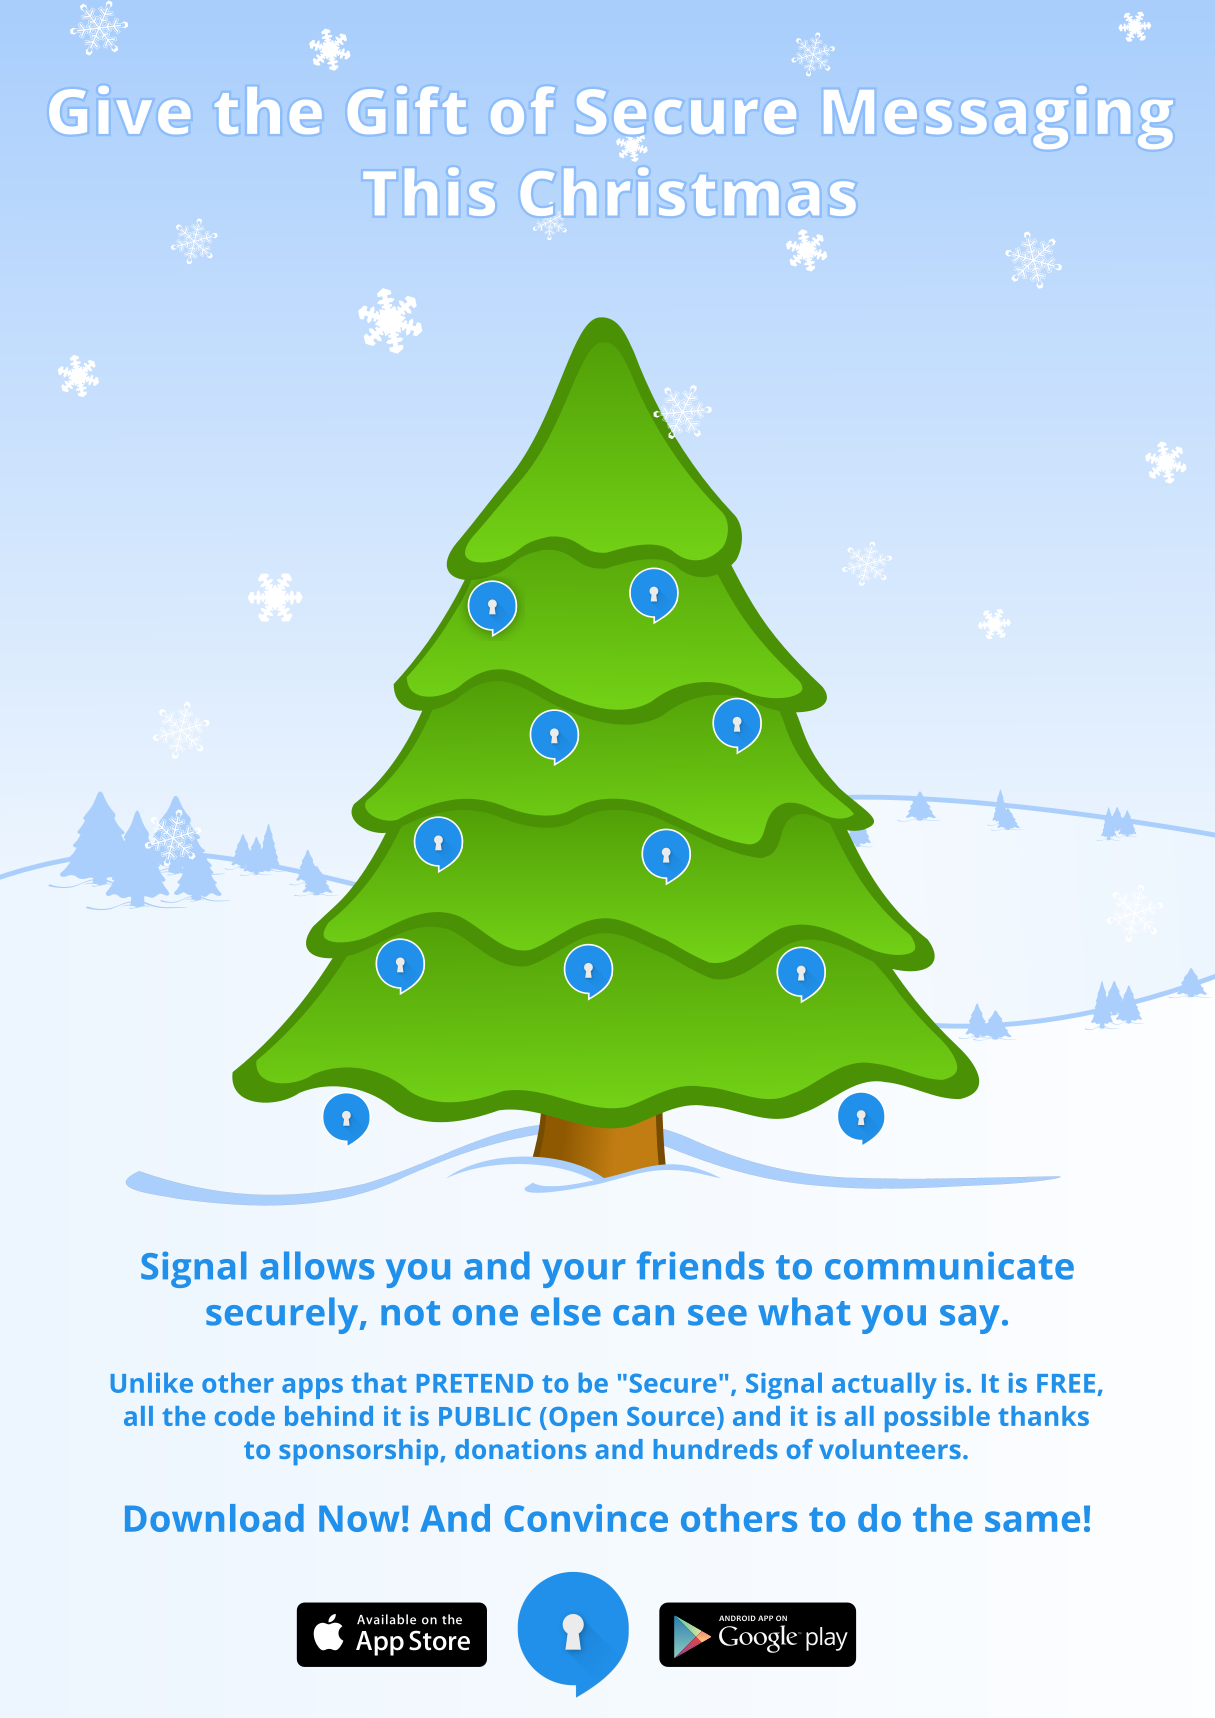 Give the Gift of Secure Messaging
This Christmas
Signal allows you and your friends to communicate
securely, not one else can see what you say.
Unlike other apps that PRETEND to be "Secure", Signal actually is. It is FREE,
all the code behind it is PUBLIC (Open Source) and it is all possible thanks
to sponsorship, donations and hundreds of volunteers.
Download Now! And Convince others to do the same!
Available on the
App Store
ANDROID APP ON
Google play